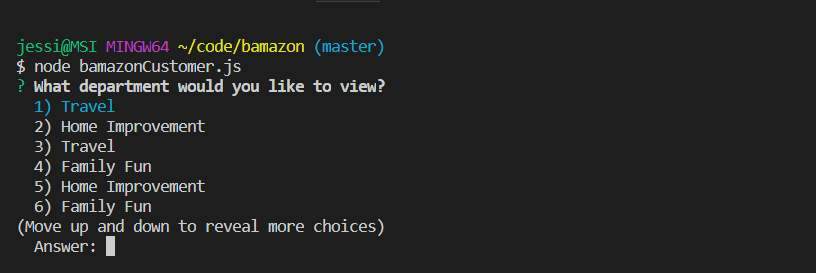 jessi@MSI MINGW64 ~/code/bamazon (master)
$ node bamazonCustomer.js
? What department would you like to view?
  1) Travel
  2) Home Improvement
  3) Travel
  4) Family Fun
  5) Home Improvement
  6) Family Fun
(Move up and down to reveal more choices)
  Answer: